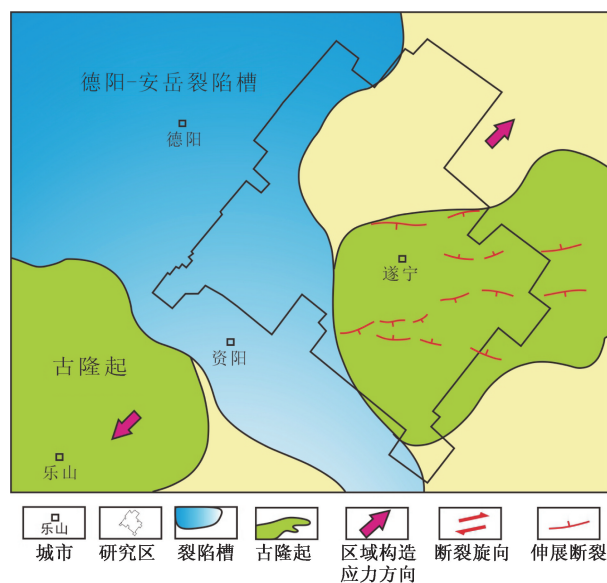 德阳-安岳裂陷槽
德阳
遂宁
资阳
古隆起
乐山
乐山
城市
研究区
裂陷槽
古隆起
区域构造
应力方向
断裂旋向
伸展断裂